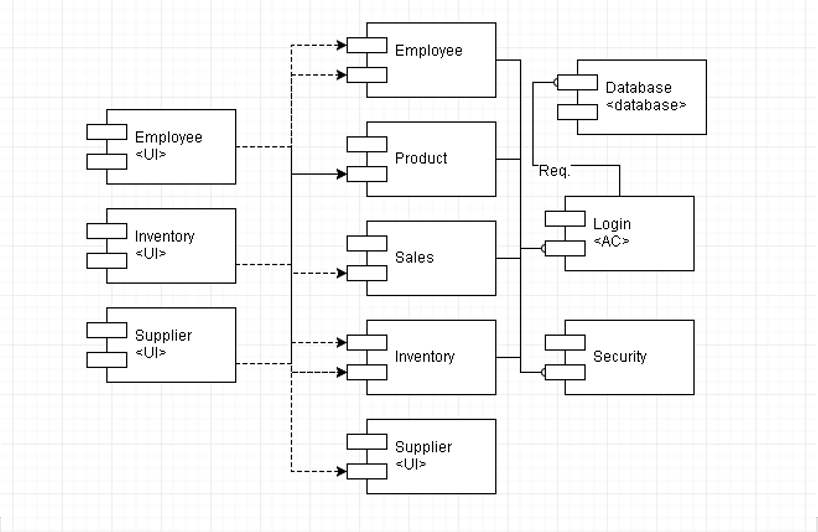 Employee
<UI>
Inventory
<UI>
Supplier
<UI>
Employee
Product
Sales
Inventory
Supplier
<UI>
Database
<database>
Req.
Login
<AC>
Security